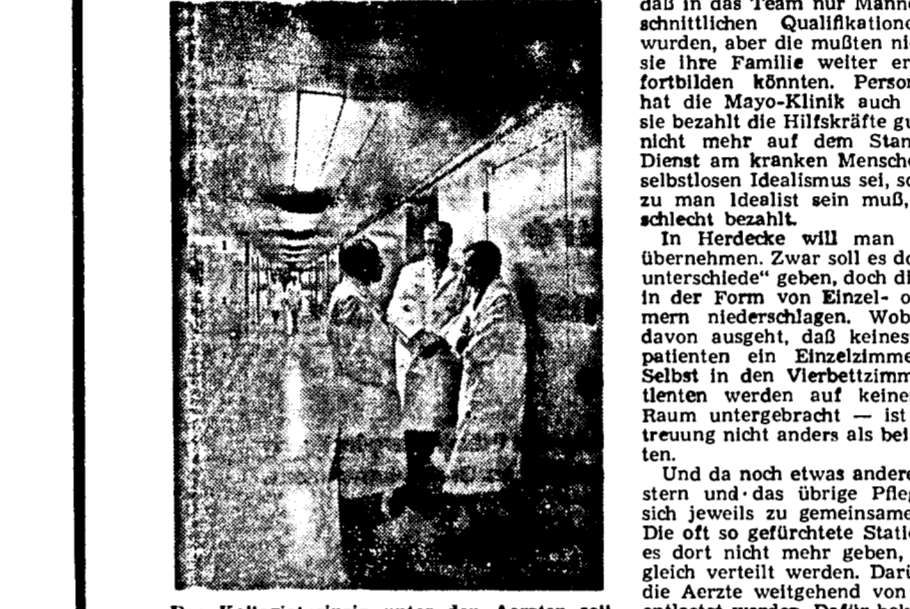 daß in das Team nur Männe
schnittlichen Qualifikatione
wurden, aber die mußten ni
sie ihre Familie weiter er
fortbilden könnten. Person
hat die Mayo-Klinik auch
sie bezahlt die Hilfskräfte gu
nicht mehr auf dem Stan
Dienst am kranken Mensche
selbstlosen Idealismus sei, so
zu man Idealist sein muß,
schlecht bezahlt.
In Herdecke will man
übernehmen. Zwar soll es do
unterschiede“ geben, doch di
in der Form von Einzel- o
mern niederschlagen. Wob
davon ausgeht, daß keines
patienten ein Einzelzimme
Selbst in den Vierbettzimm
tienten werden auf keine
Raum untergebracht — ist
treuung nicht anders als bei
ten.
Und da noch etwas andere
stern und das übrige Pfleg
sich jeweils zu gemeinsame
Die oft so gefürchtete Stati
es dort nicht mehr geben,
gleich verteilt werden. Darü
die Aerzte weitgehend von
unter den Aerzten soll